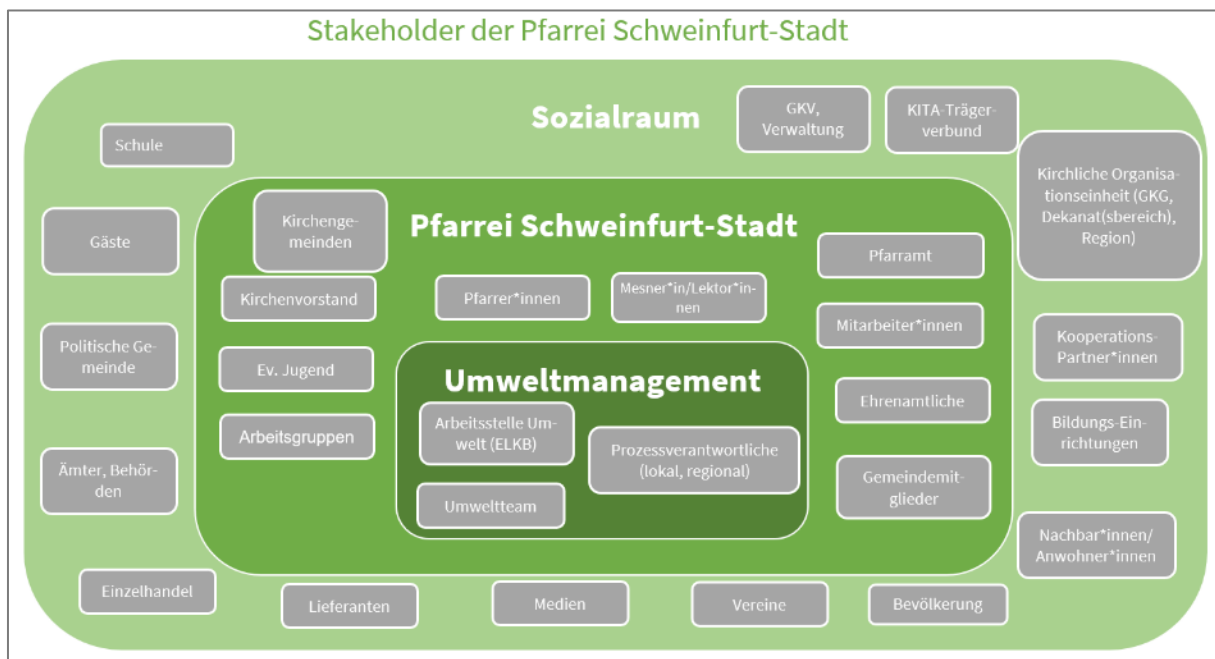 Stakeholder der Pfarrei Schweinfurt-Stadt
Sozialraum
GKV,
Verwaltung
KITA-Träger-
verbund
Schule
Kirchliche Organisa-
tionseinheit (GKG,
Dekanat(sbereich),
Region)
Gäste
Kirchenge-
meinden
Pfarrei Schweinfurt-Stadt
Pfarramt
Kirchenvorstand
Pfarrer*innen
Mesner*in/Lektor*in-
nen
Mitarbeiter*innen
Politische Ge-
meinde
Kooperations-
Partner*innen
Ev. Jugend
Umweltmanagement
Ehrenamtliche
Arbeitsgruppen
Arbeitsstelle Um-
welt (ELKB)
Prozessverantwortliche
(lokal, regional)
Bildungs-Ein-
richtungen
Ämter, Behör-
den
Umweltteam
Gemeindemit-
glieder
Nachbar*innen/
Anwohner*innen
Einzelhandel
Lieferanten
Medien
Vereine
Bevölkerung